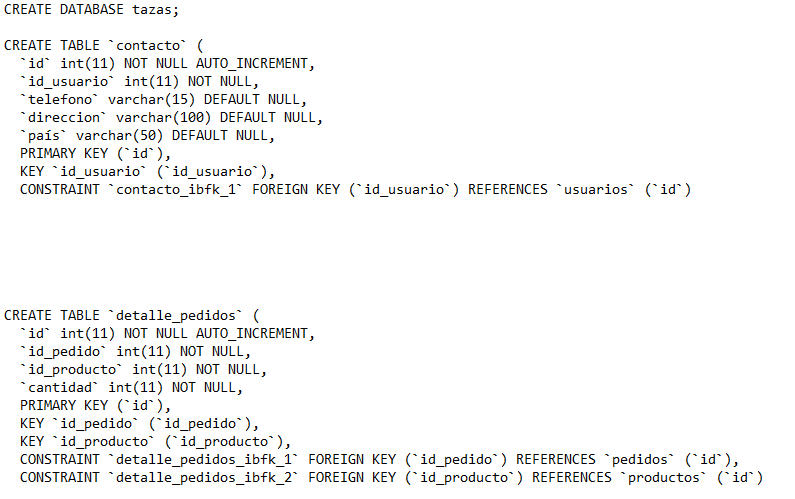 CREATE DATABASE tazas;
CREATE TABLE `contacto` (
  `id` int(11) NOT NULL AUTO_INCREMENT,
  `id_usuario` int(11) NOT NULL,
  `telefono` varchar(15) DEFAULT NULL,
  `direccion` varchar(100) DEFAULT NULL,
  `país` varchar(50) DEFAULT NULL,
  PRIMARY KEY (`id`),
  KEY `id_usuario` (`id_usuario`),
  CONSTRAINT `contacto_ibfk_1` FOREIGN KEY (`id_usuario`) REFERENCES `usuarios` (`id`)
CREATE TABLE `detalle_pedidos` (
  `id` int(11) NOT NULL AUTO_INCREMENT,
  `id_pedido` int(11) NOT NULL,
  `id_producto` int(11) NOT NULL,
  `cantidad` int(11) NOT NULL,
  PRIMARY KEY (`id`),
  KEY `id_pedido` (`id_pedido`),
  KEY `id_producto` (`id_producto`),
  CONSTRAINT `detalle_pedidos_ibfk_1` FOREIGN KEY (`id_pedido`) REFERENCES `pedidos` (`id`),
  CONSTRAINT `detalle_pedidos_ibfk_2` FOREIGN KEY (`id_producto`) REFERENCES `productos` (`id`)